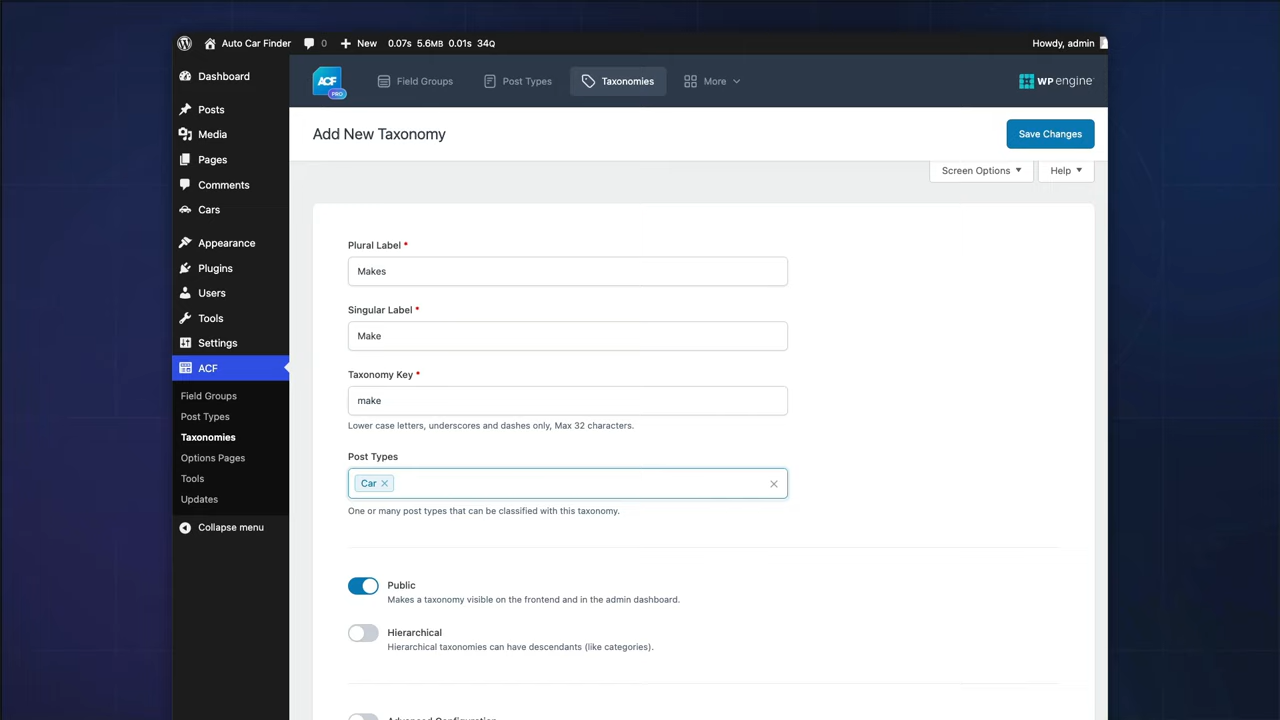 Auto Car Finder 0 New 0.07s 5.6MB 0.01s 34Q Howdy, admin
Dashboard
Posts
Media
Pages
Comments
Cars
Appearance
Plugins
Users
Tools
Settings
ACF
Field Groups
Post Types
Taxonomies
Options Pages
Tools
Updates
Collapse menu
ACF PRO Field Groups Post Types Taxonomies More WP engine
Add New Taxonomy Save Changes
Screen Options Help
Plural Label *
Makes
Singular Label *
Make
Taxonomy Key *
make
Lower case letters, underscores and dashes only, Max 32 characters.
Post Types
Car
One or many post types that can be classified with this taxonomy.
Public
Makes a taxonomy visible on the frontend and in the admin dashboard.
Hierarchical
Hierarchical taxonomies can have descendants (like categories).
Advanced Configuration